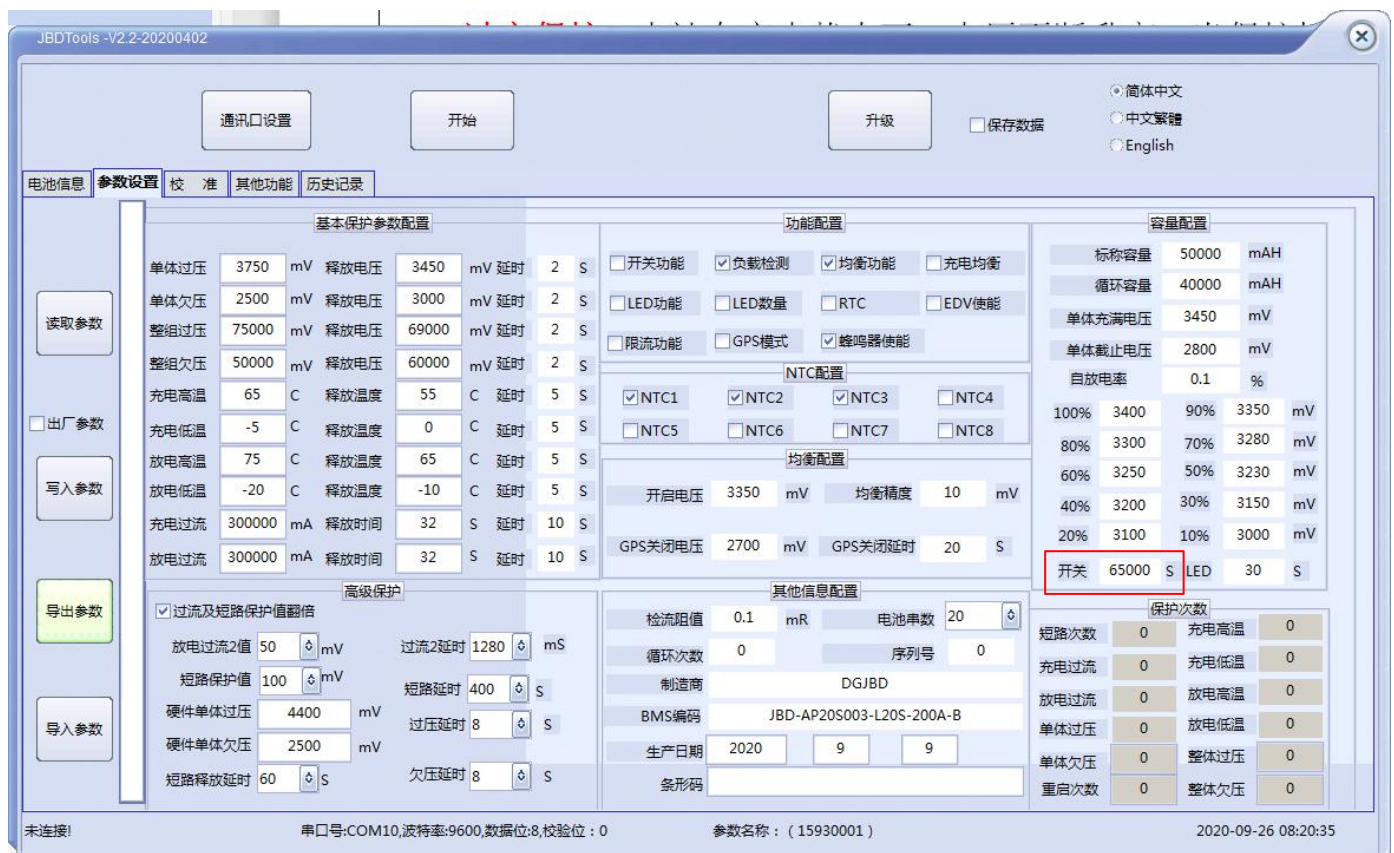 JBDTools -V2.2-20200402
通讯口设置
开始
升级
保存数据
简体中文
中文繁體
English
电池信息 参数设置 校 准 其他功能 历史记录
读取参数
出厂参数
写入参数
导出参数
导入参数
基本保护参数配置
单体过压 3750 mV 释放电压 3450 mV 延时 2 S
单体欠压 2500 mV 释放电压 3000 mV 延时 2 S
整组过压 75000 mV 释放电压 69000 mV 延时 2 S
整组欠压 50000 mV 释放电压 60000 mV 延时 2 S
充电高温 65 C 释放温度 55 C 延时 5 S
充电低温 -5 C 释放温度 0 C 延时 5 S
放电高温 75 C 释放温度 65 C 延时 5 S
放电低温 -20 C 释放温度 -10 C 延时 5 S
充电过流 300000 mA 释放时间 32 S 延时 10 S
放电过流 300000 mA 释放时间 32 S 延时 10 S
高级保护
过流及短路保护值翻倍
放电过流2值 50 mV 过流2延时 1280 mS
短路保护值 100 mV 短路延时 400 S
硬件单体过压 4400 mV 过压延时 8 S
硬件单体欠压 2500 mV
短路释放延时 60 S 欠压延时 8 S
功能配置
开关功能 负载检测 均衡功能 充电均衡
LED功能 LED数量 RTC EDV使能
限流功能 GPS模式 蜂鸣器使能
NTC配置
NTC1 NTC2 NTC3 NTC4
NTC5 NTC6 NTC7 NTC8
均衡配置
开启电压 3350 mV 均衡精度 10 mV
GPS关闭电压 2700 mV GPS关闭延时 20 S
其他信息配置
检流阻值 0.1 mR 电池串数 20
循环次数 0 序列号 0
制造商 DGJBD
BMS编码 JBD-AP20S003-L20S-200A-B
生产日期 2020 9 9
条形码
容量配置
标称容量 50000 mAH
循环容量 40000 mAH
单体充满电压 3450 mV
单体截止电压 2800 mV
自放电率 0.1 %
100% 3400 90% 3350 mV
80% 3300 70% 3280 mV
60% 3250 50% 3230 mV
40% 3200 30% 3150 mV
20% 3100 10% 3000 mV
开关 65000 S LED 30 S
保护次数
短路次数 0 充电高温 0
充电过流 0 充电低温 0
放电过流 0 放电高温 0
单体过压 0 放电低温 0
单体欠压 0 整体过压 0
重启次数 0 整体欠压 0
未连接! 串口号:COM10,波特率:9600,数据位:8,校验位：0 参数名称：（15930001） 2020-09-26 08:20:35